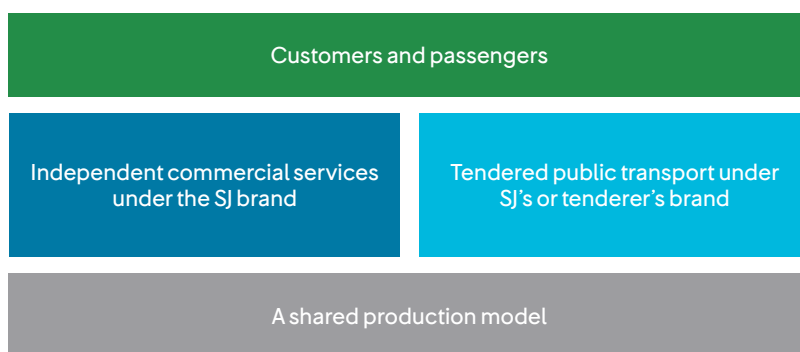 Customers and passengers
Independent commercial services
under the SJ brand
Tendered public transport under
SJ’s or tenderer’s brand
A shared production model